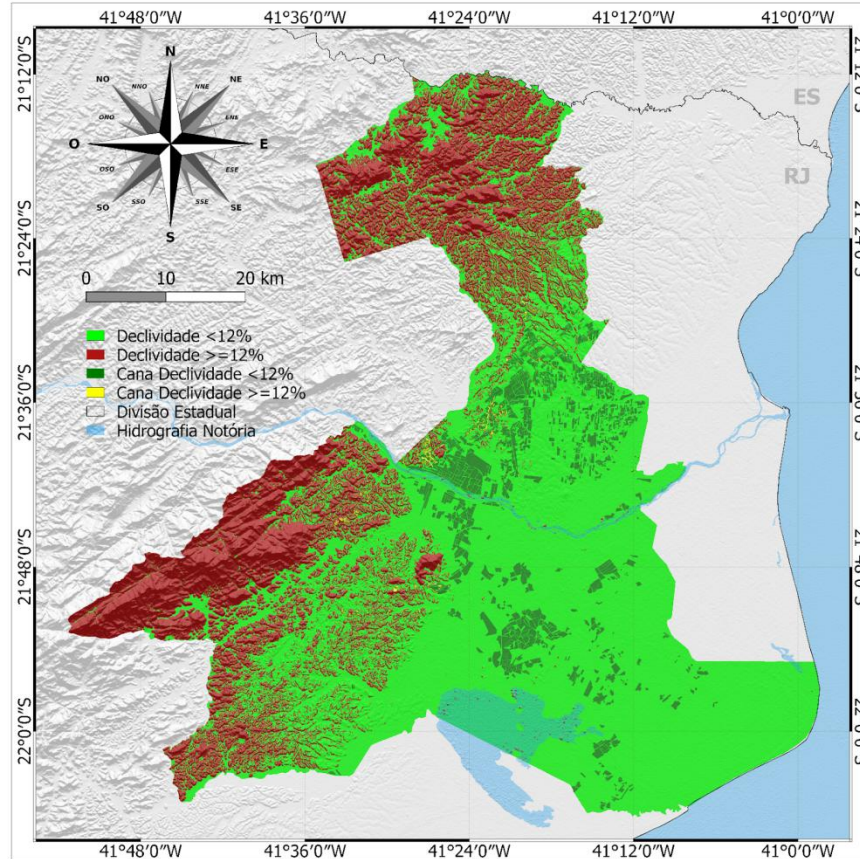 41°48'0"W 41°36'0"W 41°24'0"W 41°12'0"W 41°0'0"W
N
NNO NNE
NO NE
ONO ENE
O E
OSO ESE
SO SE
SSO SSE
S
ES
RJ
0 10 20 km
Declividade <12%
Declividade >=12%
Cana Declividade <12%
Cana Declividade >=12%
Divisão Estadual
Hidrografia Notória
21°12'0"S
21°24'0"S
21°36'0"S
21°48'0"S
22°0'0"S
41°48'0"W 41°36'0"W 41°24'0"W 41°12'0"W 41°0'0"W